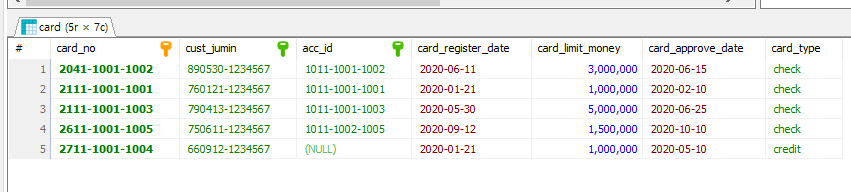 card (5r × 7c)
# card_no cust_jumin acc_id card_register_date card_limit_money card_approve_date card_type
1 2041-1001-1002 890530-1234567 1011-1001-1002 2020-06-11 3,000,000 2020-06-15 check
2 2111-1001-1001 760121-1234567 1011-1001-1001 2020-01-21 1,000,000 2020-02-10 check
3 2111-1001-1003 790413-1234567 1011-1001-1003 2020-05-30 5,000,000 2020-06-25 check
4 2611-1001-1005 750611-1234567 1011-1002-1005 2020-09-12 1,500,000 2020-10-10 check
5 2711-1001-1004 660912-1234567 (NULL) 2020-01-21 1,000,000 2020-05-10 credit